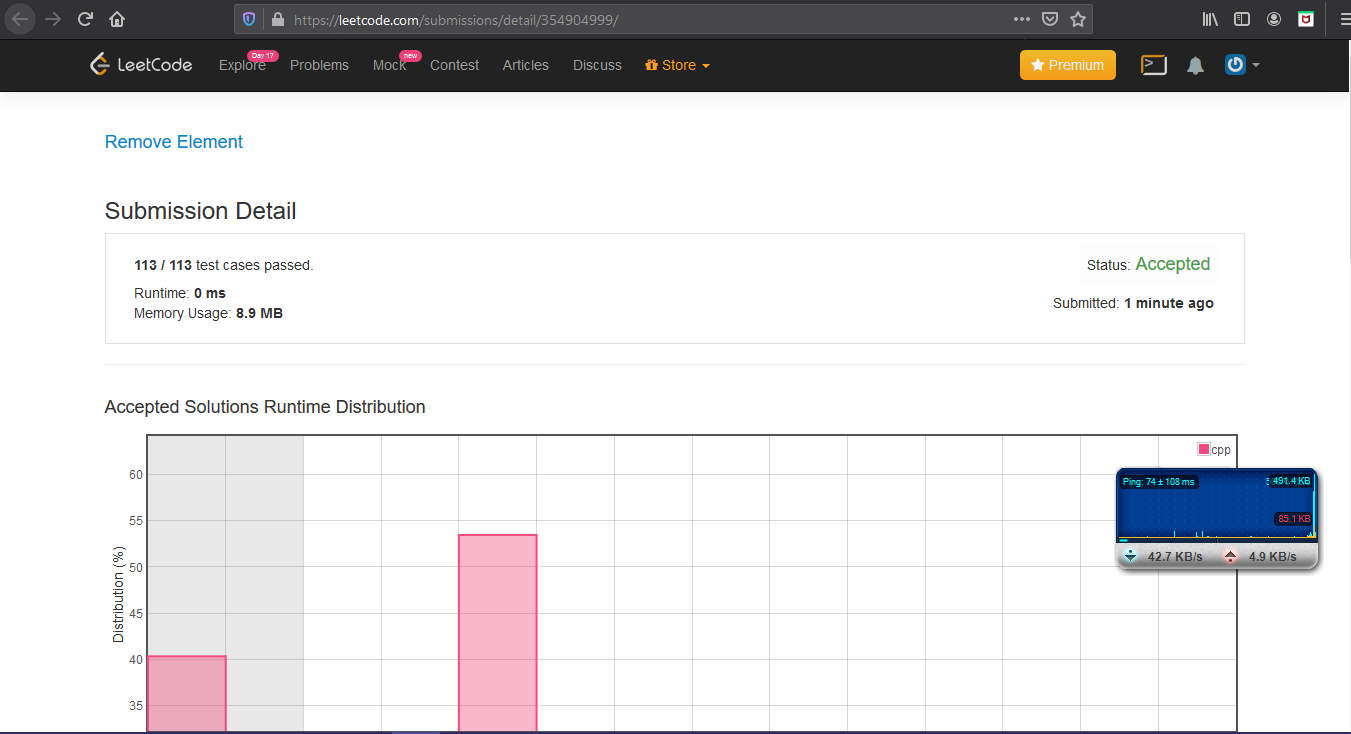 https://leetcode.com/submissions/detail/354904999/
LeetCode
Explore
Day 17
Problems
Mock
new
Contest
Articles
Discuss
Store
Premium
Remove Element
Submission Detail
113 / 113 test cases passed.
Status: Accepted
Runtime: 0 ms
Submitted: 1 minute ago
Memory Usage: 8.9 MB
Accepted Solutions Runtime Distribution
cpp
60
55
50
45
40
35
Distribution (%)
Ping: 74 ± 108 ms
491.4 KB
85.1 KB
42.7 KB/s
4.9 KB/s